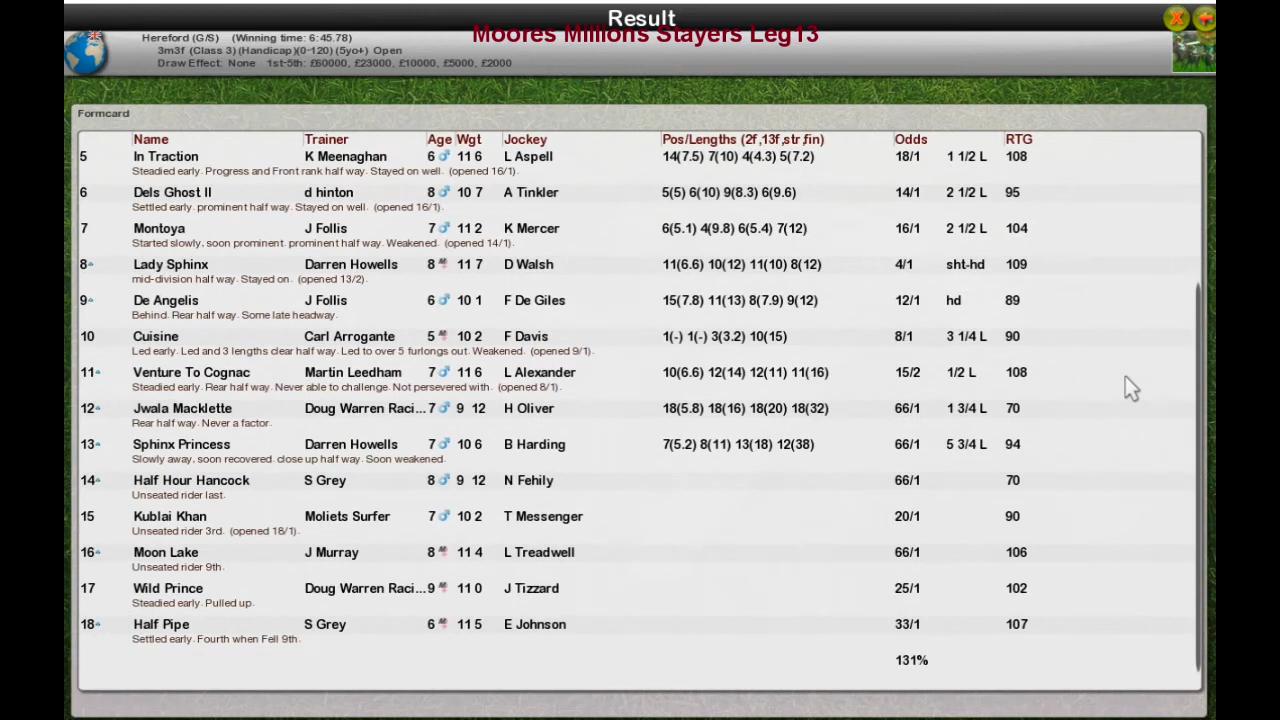 Result
Moores Millions Stayers Leg13
Hereford (G/S) (Winning time: 6:45.78)
3m3f (Class 3)(Handicap)(0-120)(5yo+) Open
Draw Effect: None 1st-5th: £60000, £23000, £10000, £5000, £2000
Formcard
Name Trainer Age Wgt Jockey Pos/Lengths (2f,13f,str,fin) Odds RTG
5 In Traction K Meenaghan 6 11 6 L Aspell 14(7.5) 7(10) 4(4.3) 5(7.2) 18/1 1 1/2 L 108
Steadied early. Progress and Front rank half way. Stayed on well. (opened 16/1).
6 Dels Ghost II d hinton 8 10 7 A Tinkler 5(5) 6(10) 9(8.3) 6(9.6) 14/1 2 1/2 L 95
Settled early. prominent half way. Stayed on well. (opened 16/1).
7 Montoya J Follis 7 11 2 K Mercer 6(5.1) 4(9.8) 6(5.4) 7(12) 16/1 2 1/2 L 104
Started slowly, soon prominent. prominent half way. Weakened. (opened 14/1).
8 Lady Sphinx Darren Howells 8 11 7 D Walsh 11(6.6) 10(12) 11(10) 8(12) 4/1 sht-hd 109
mid-division half way. Stayed on. (opened 13/2).
9 De Angelis J Follis 6 10 1 F De Giles 15(7.8) 11(13) 8(7.9) 9(12) 12/1 hd 89
Behind. Rear half way. Some late headway.
10 Cuisine Carl Arrogante 5 10 2 F Davis 1(-) 1(-) 3(3.2) 10(15) 8/1 3 1/4 L 90
Led early. Led and 3 lengths clear half way. Led to over 5 furlongs out. Weakened. (opened 9/1).
11 Venture To Cognac Martin Leedham 7 11 6 L Alexander 10(6.6) 12(14) 12(11) 11(16) 15/2 1/2 L 108
Steadied early. Rear half way. Never able to challenge. Not persevered with. (opened 8/1).
12 Jwala Macklette Doug Warren Raci... 7 9 12 H Oliver 18(5.8) 18(16) 18(20) 18(32) 66/1 1 3/4 L 70
Rear half way. Never a factor.
13 Sphinx Princess Darren Howells 7 10 6 B Harding 7(5.2) 8(11) 13(18) 12(38) 66/1 5 3/4 L 94
Slowly away, soon recovered. close up half way. Soon weakened.
14 Half Hour Hancock S Grey 8 9 12 N Fehily 66/1 70
Unseated rider last.
15 Kublai Khan Moliets Surfer 7 10 2 T Messenger 20/1 90
Unseated rider 3rd. (opened 18/1).
16 Moon Lake J Murray 8 11 4 L Treadwell 66/1 106
Unseated rider 9th.
17 Wild Prince Doug Warren Raci... 9 11 0 J Tizzard 25/1 102
Steadied early. Pulled up.
18 Half Pipe S Grey 6 11 5 E Johnson 33/1 107
Settled early. Fourth when Fell 9th.
131%